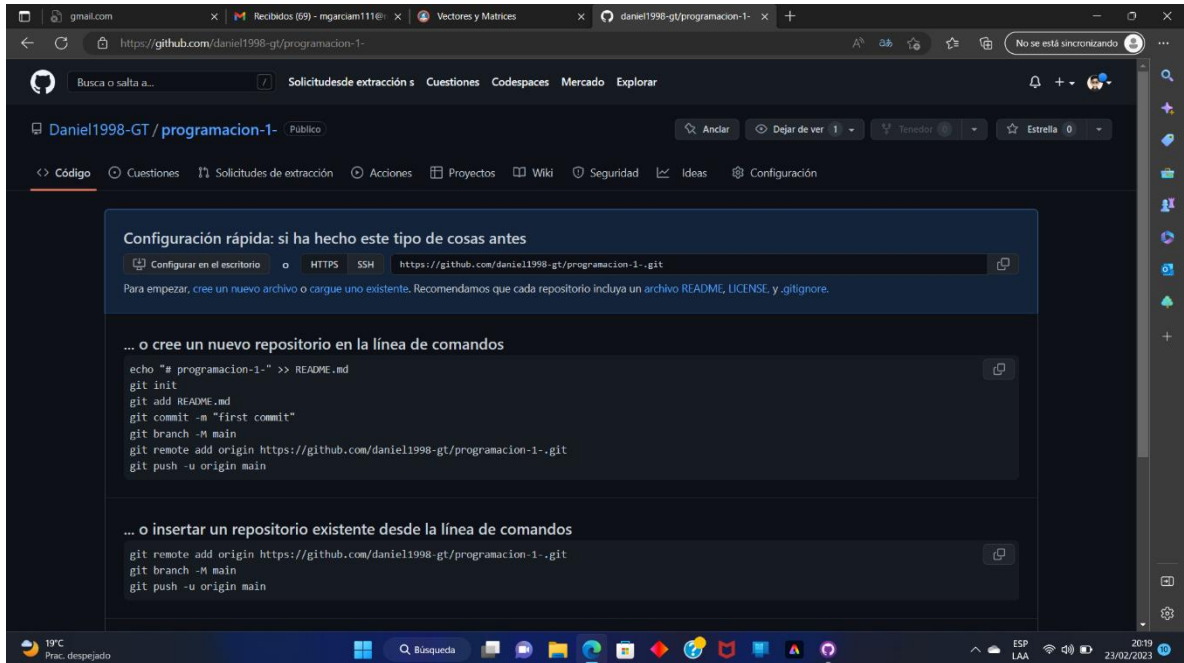 gmail.com
Recibidos (69) - mgarciam111@
Vectores y Matrices
daniel1998-gt/programacion-1-
https://github.com/daniel1998-gt/programacion-1-
No se está sincronizando
Busca o salta a...
/
Solicitudesde extracción s Cuestiones Codespaces Mercado Explorar
Daniel1998-GT / programacion-1- Público
Anclar Dejar de ver 1 Tenedor 0 Estrella 0
<> Código Cuestiones Solicitudes de extracción Acciones Proyectos Wiki Seguridad Ideas Configuración
Configuración rápida: si ha hecho este tipo de cosas antes
Configurar en el escritorio o HTTPS SSH https://github.com/daniel1998-gt/programacion-1-.git
Para empezar, cree un nuevo archivo o cargue uno existente. Recomendamos que cada repositorio incluya un archivo README, LICENSE, y .gitignore.
... o cree un nuevo repositorio en la línea de comandos
echo "# programacion-1-" >> README.md
git init
git add README.md
git commit -m "first commit"
git branch -M main
git remote add origin https://github.com/daniel1998-gt/programacion-1-.git
git push -u origin main
... o insertar un repositorio existente desde la línea de comandos
git remote add origin https://github.com/daniel1998-gt/programacion-1-.git
git branch -M main
git push -u origin main
19°C
Prac. despejado
Búsqueda
ESP
LAA
20:19
23/02/2023
10